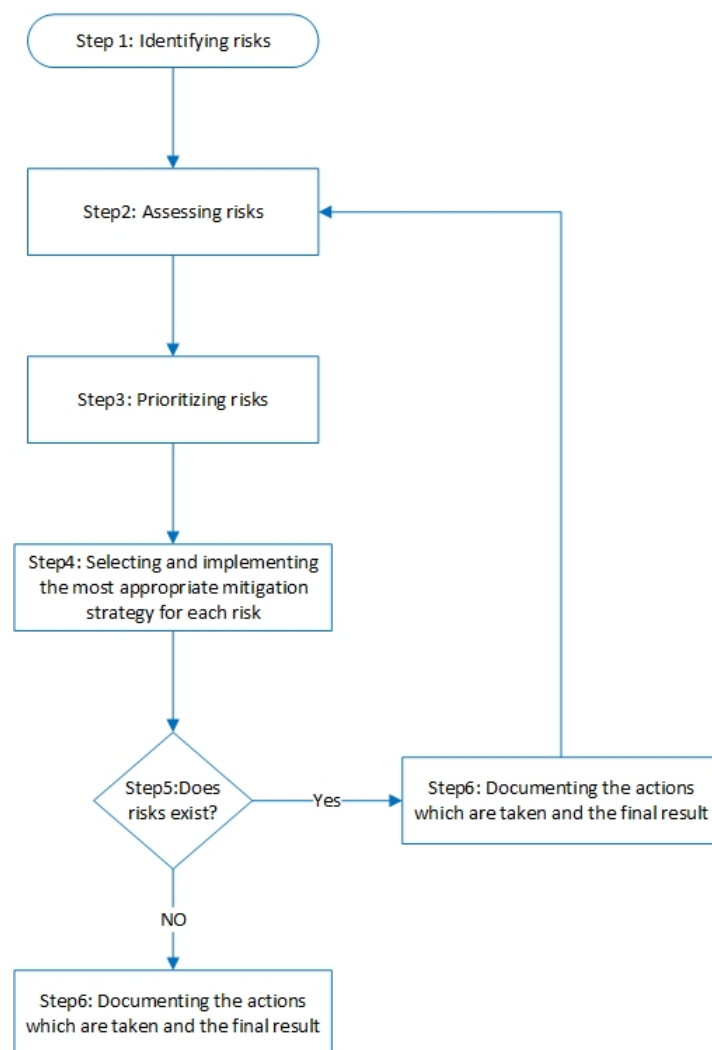 Step 1: Identifying risks
Step2: Assessing risks
Step3: Prioritizing risks
Step4: Selecting and implementing
the most appropriate mitigation
strategy for each risk
Step5:Does
risks exist?
Yes
Step6: Documenting the actions
which are taken and the final result
NO
Step6: Documenting the actions
which are taken and the final result